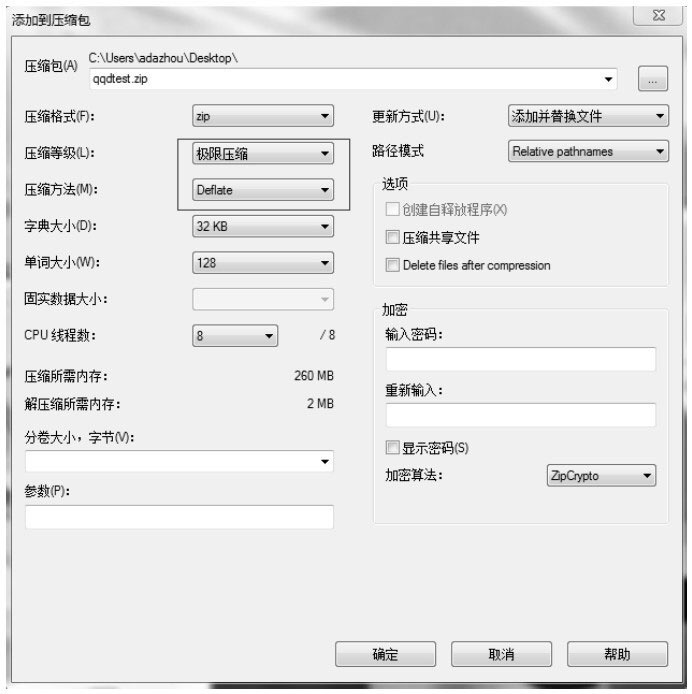 添加到压缩包
压缩包(A)
C:\Users\adazhou\Desktop\
qqdtest.zip
...
压缩格式(F):
zip
压缩等级(L):
极限压缩
压缩方法(M):
Deflate
字典大小(D):
32 KB
单词大小(W):
128
固实数据大小:
CPU 线程数:
8
/ 8
压缩所需内存:
260 MB
解压缩所需内存:
2 MB
分卷大小，字节(V):
参数(P):
更新方式(U):
添加并替换文件
路径模式
Relative pathnames
选项
创建自释放程序(X)
压缩共享文件
Delete files after compression
加密
输入密码:
重新输入:
显示密码(S)
加密算法:
ZipCrypto
确定
取消
帮助